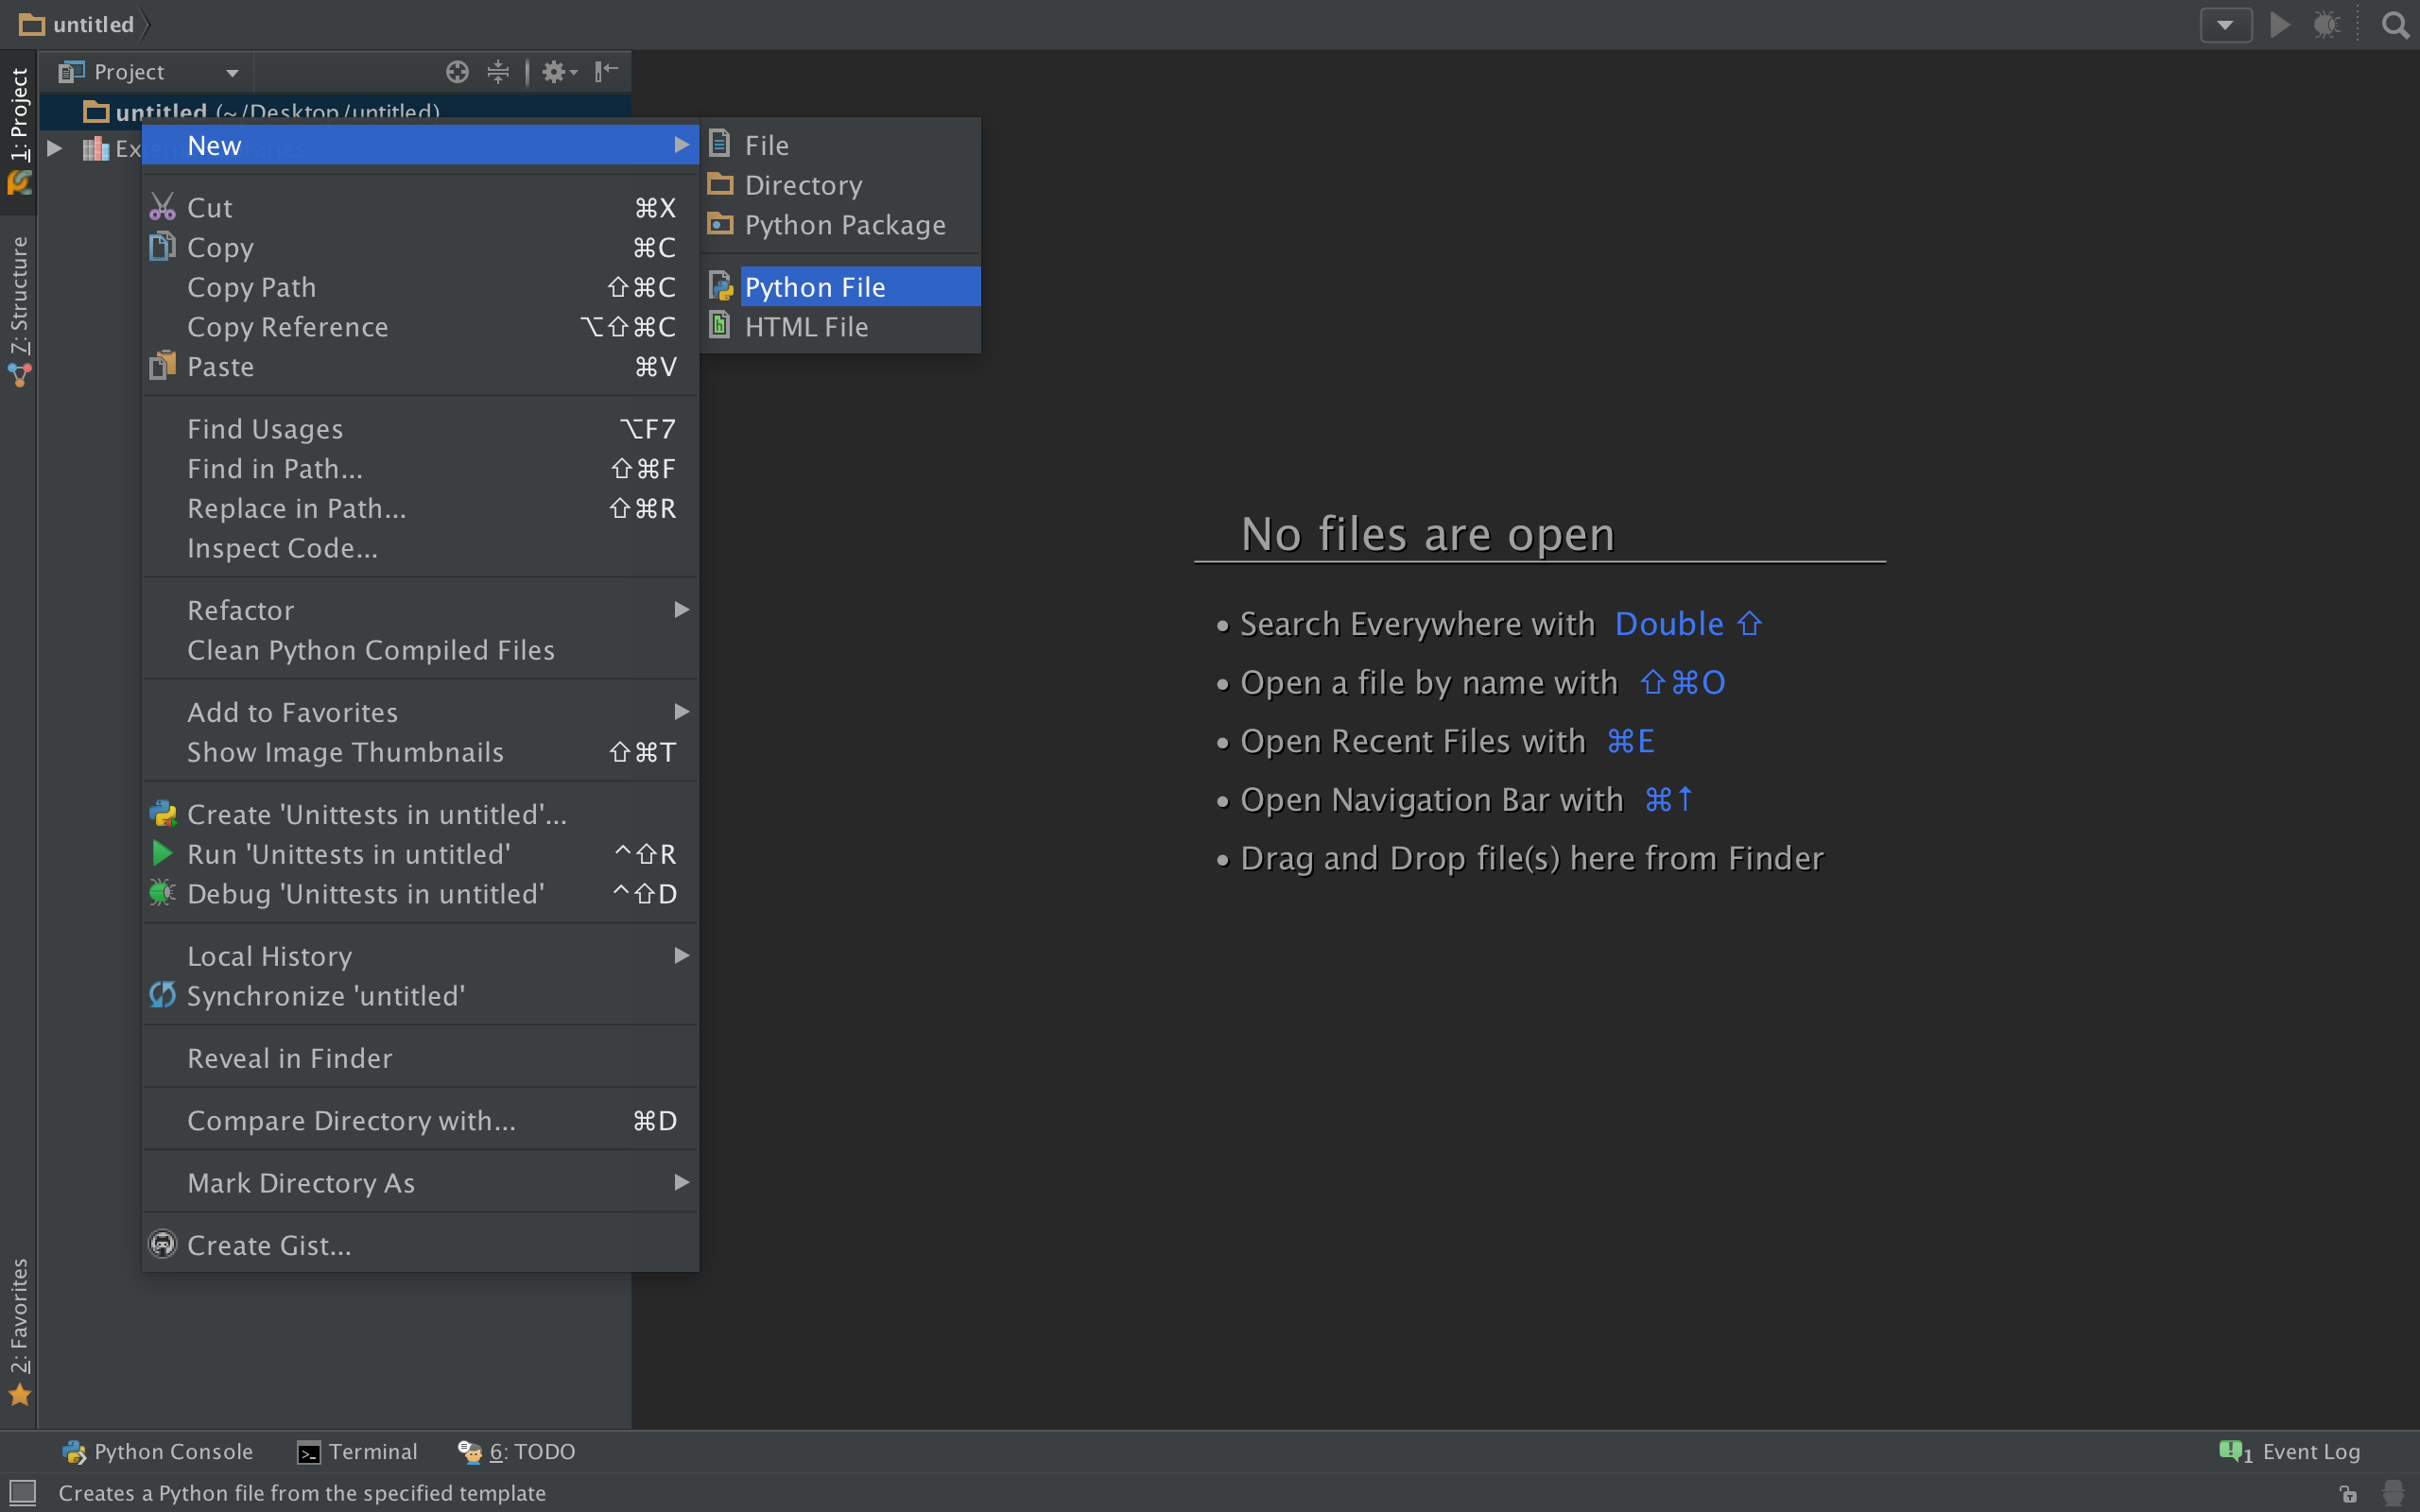 untitled
Project
1: Project
untitled (~/Desktop/untitled)
New
Cut ⌘X
Copy ⌘C
Copy Path ⇧⌘C
Copy Reference ⌥⇧⌘C
Paste ⌘V
Find Usages ⌥F7
Find in Path... ⇧⌘F
Replace in Path... ⇧⌘R
Inspect Code...
Refactor
Clean Python Compiled Files
Add to Favorites
Show Image Thumbnails ⇧⌘T
Create 'Unittests in untitled'...
Run 'Unittests in untitled' ^⇧R
Debug 'Unittests in untitled' ^⇧D
Local History
Synchronize 'untitled'
Reveal in Finder
Compare Directory with... ⌘D
Mark Directory As
Create Gist...
File
Directory
Python Package
Python File
HTML File
7: Structure
2: Favorites
No files are open
• Search Everywhere with Double ⇧
• Open a file by name with ⇧⌘O
• Open Recent Files with ⌘E
• Open Navigation Bar with ⌘↑
• Drag and Drop file(s) here from Finder
Python Console
Terminal
6: TODO
1 Event Log
Creates a Python file from the specified template